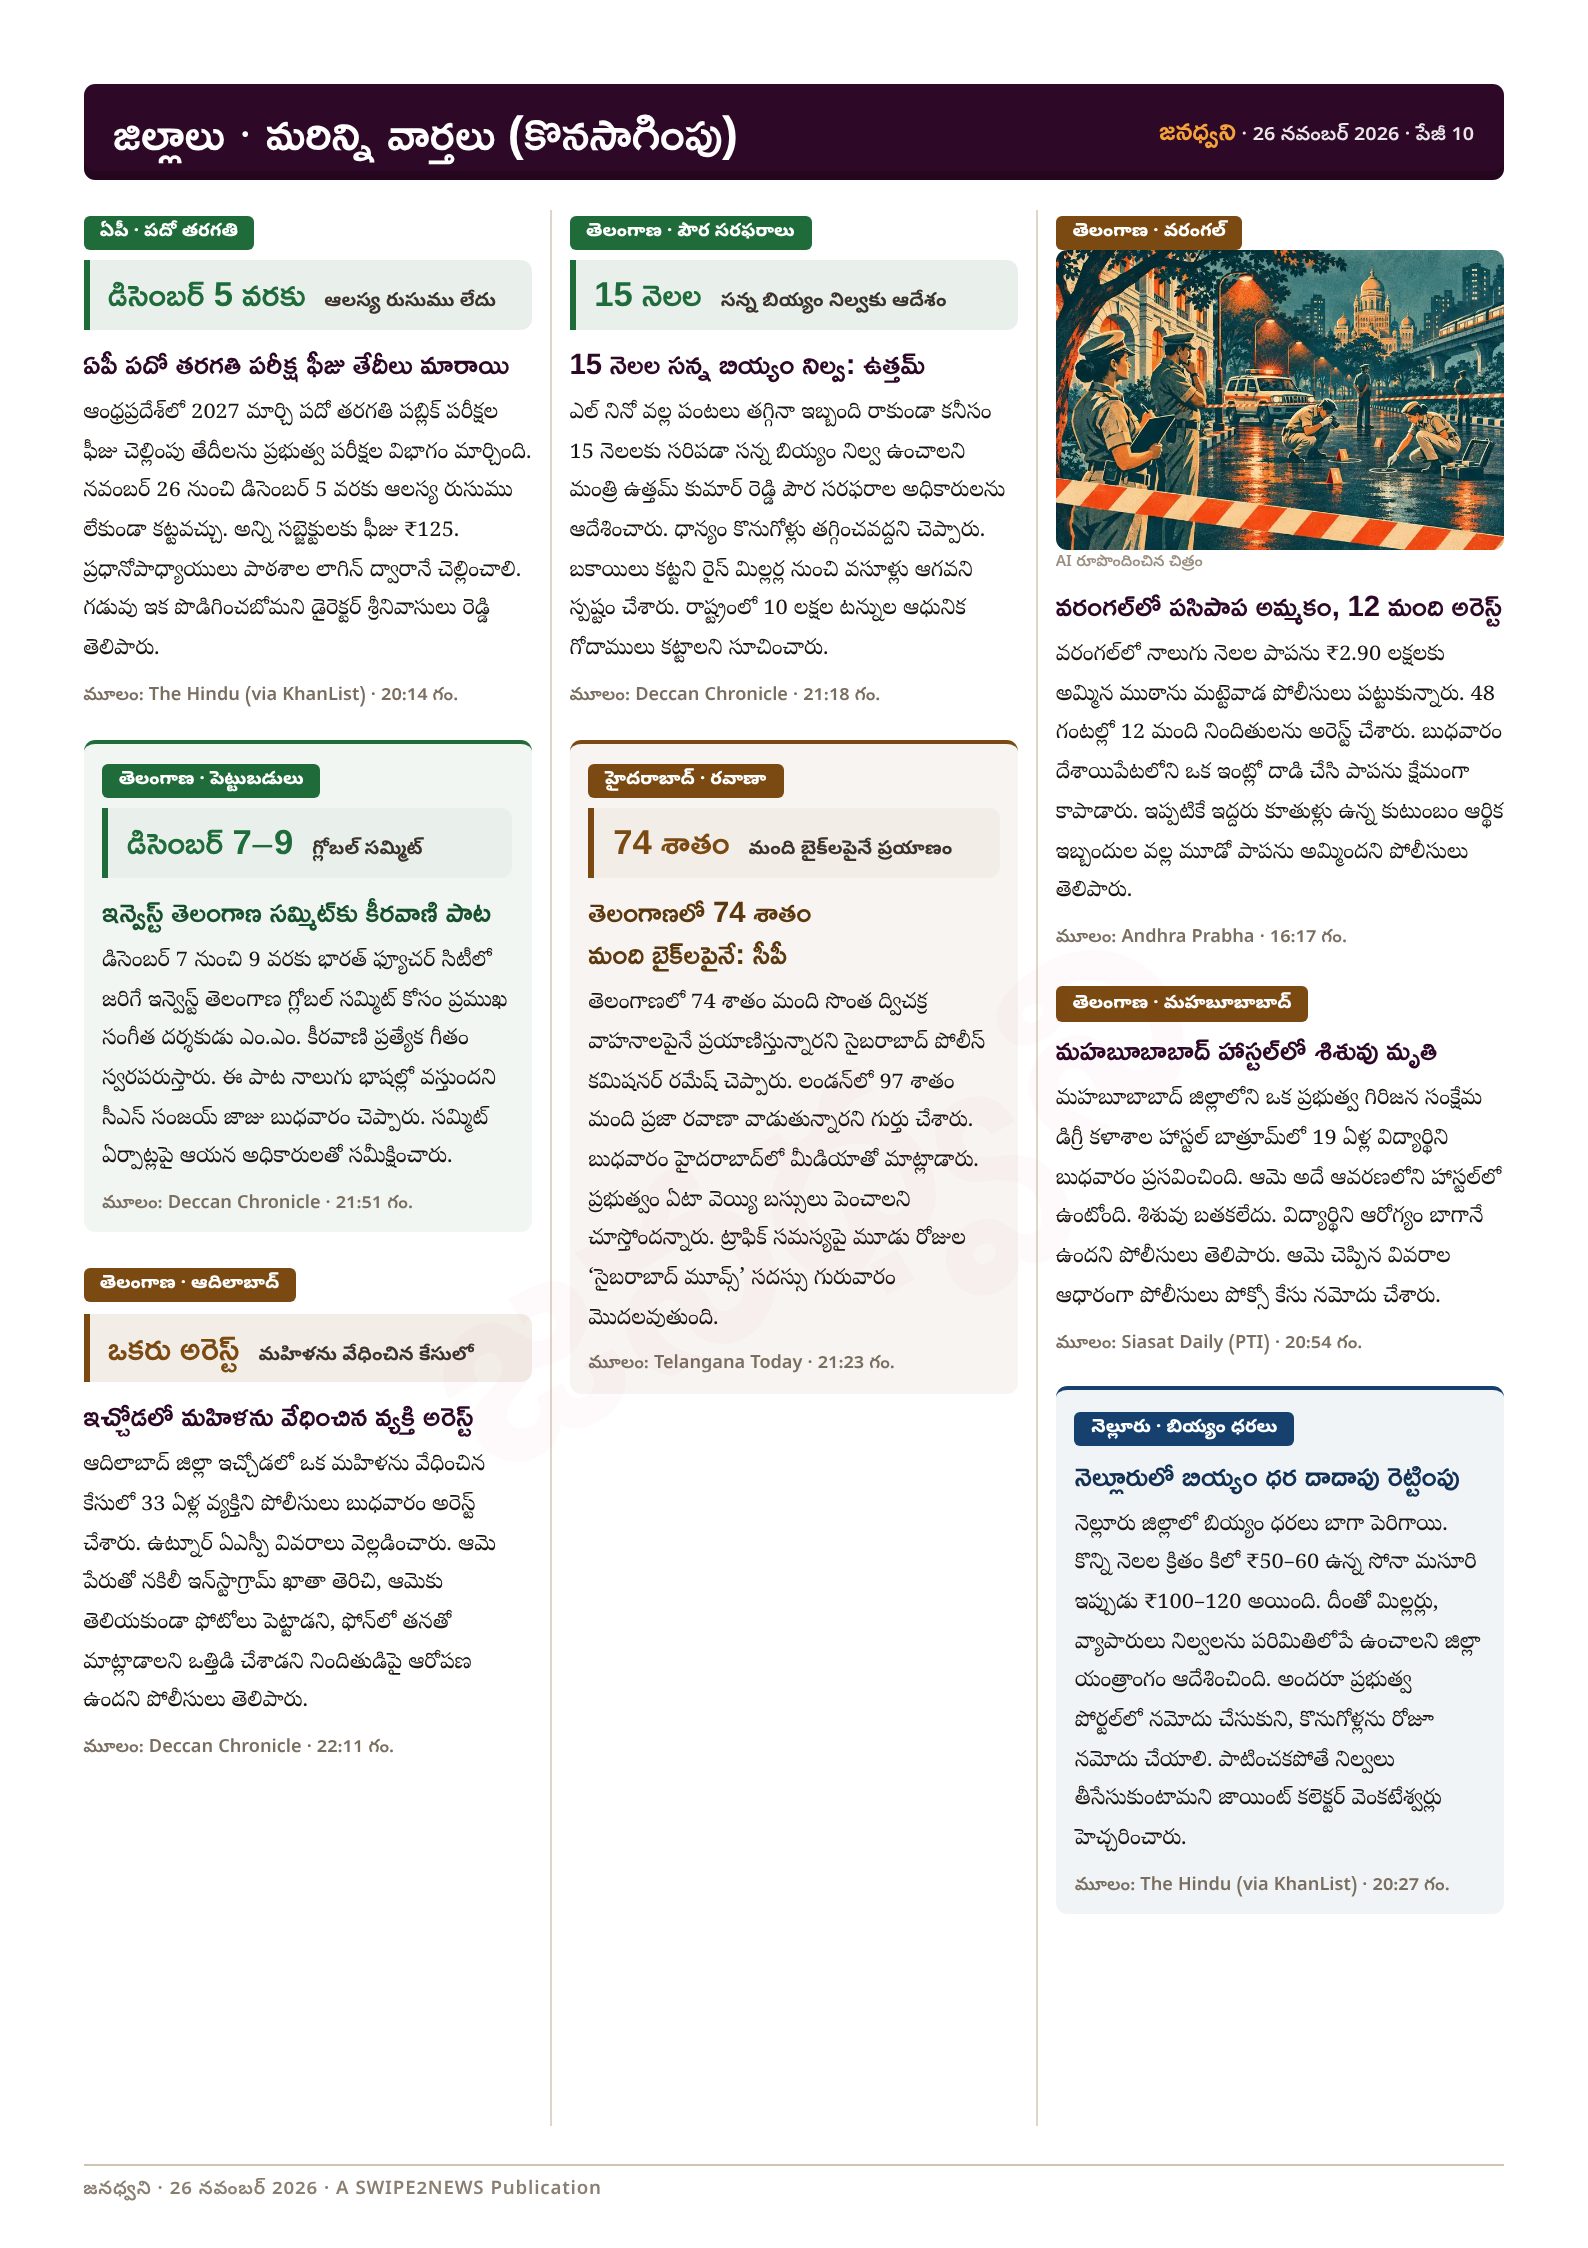 జిల్లాలు · మరిన్ని వార్తలు (కొనసాగింపు)
జనధ్వని · 26 నవంబర్ 2026 · పేజీ 10
ఏపీ · పదో తరగతి
డిసెంబర్ 5 వరకు ఆలస్య రుసుము లేదు
ఏపీ పదో తరగతి పరీక్ష ఫీజు తేదీలు మారాయి
ఆంధ్రప్రదేశ్‌లో 2027 మార్చి పదో తరగతి పబ్లిక్ పరీక్షల
ఫీజు చెల్లింపు తేదీలను ప్రభుత్వ పరీక్షల విభాగం మార్చింది.
నవంబర్ 26 నుంచి డిసెంబర్ 5 వరకు ఆలస్య రుసుము
లేకుండా కట్టవచ్చు. అన్ని సబ్జెక్టులకు ఫీజు ₹125.
ప్రధానోపాధ్యాయులు పాఠశాల లాగిన్ ద్వారానే చెల్లించాలి.
గడువు ఇక పొడిగించబోమని డైరెక్టర్ శ్రీనివాసులు రెడ్డి
తెలిపారు.
మూలం: The Hindu (via KhanList) · 20:14 గం.
తెలంగాణ · పెట్టుబడులు
డిసెంబర్ 7–9 గ్లోబల్ సమ్మిట్
ఇన్వెస్ట్ తెలంగాణ సమ్మిట్‌కు కీరవాణి పాట
డిసెంబర్ 7 నుంచి 9 వరకు భారత్ ఫ్యూచర్ సిటీలో
జరిగే ఇన్వెస్ట్ తెలంగాణ గ్లోబల్ సమ్మిట్ కోసం ప్రముఖ
సంగీత దర్శకుడు ఎం.ఎం. కీరవాణి ప్రత్యేక గీతం
స్వరపరుస్తారు. ఈ పాట నాలుగు భాషల్లో వస్తుందని
సీఎస్ సంజయ్ జాజు బుధవారం చెప్పారు. సమ్మిట్
ఏర్పాట్లపై ఆయన అధికారులతో సమీక్షించారు.
మూలం: Deccan Chronicle · 21:51 గం.
తెలంగాణ · ఆదిలాబాద్
ఒకరు అరెస్ట్ మహిళను వేధించిన కేసులో
ఇచ్చోడలో మహిళను వేధించిన వ్యక్తి అరెస్ట్
ఆదిలాబాద్ జిల్లా ఇచ్చోడలో ఒక మహిళను వేధించిన
కేసులో 33 ఏళ్ల వ్యక్తిని పోలీసులు బుధవారం అరెస్ట్
చేశారు. ఉట్నూర్ ఏఎస్పీ వివరాలు వెల్లడించారు. ఆమె
పేరుతో నకిలీ ఇన్‌స్టాగ్రామ్ ఖాతా తెరిచి, ఆమెకు
తెలియకుండా ఫోటోలు పెట్టాడని, ఫోన్‌లో తనతో
మాట్లాడాలని ఒత్తిడి చేశాడని నిందితుడిపై ఆరోపణ
ఉందని పోలీసులు తెలిపారు.
మూలం: Deccan Chronicle · 22:11 గం.
తెలంగాణ · పౌర సరఫరాలు
15 నెలల సన్న బియ్యం నిల్వకు ఆదేశం
15 నెలల సన్న బియ్యం నిల్వ: ఉత్తమ్
ఎల్ నినో వల్ల పంటలు తగ్గినా ఇబ్బంది రాకుండా కనీసం
15 నెలలకు సరిపడా సన్న బియ్యం నిల్వ ఉంచాలని
మంత్రి ఉత్తమ్ కుమార్ రెడ్డి పౌర సరఫరాల అధికారులను
ఆదేశించారు. ధాన్యం కొనుగోళ్లు తగ్గించవద్దని చెప్పారు.
బకాయిలు కట్టని రైస్ మిల్లర్ల నుంచి వసూళ్లు ఆగవని
స్పష్టం చేశారు. రాష్ట్రంలో 10 లక్షల టన్నుల ఆధునిక
గోదాములు కట్టాలని సూచించారు.
మూలం: Deccan Chronicle · 21:18 గం.
హైదరాబాద్ · రవాణా
74 శాతం మంది బైక్‌లపైనే ప్రయాణం
తెలంగాణలో 74 శాతం
మంది బైక్‌లపైనే: సీపీ
తెలంగాణలో 74 శాతం మంది సొంత ద్విచక్ర
వాహనాలపైనే ప్రయాణిస్తున్నారని సైబరాబాద్ పోలీస్
కమిషనర్ రమేష్ చెప్పారు. లండన్‌లో 97 శాతం
మంది ప్రజా రవాణా వాడుతున్నారని గుర్తు చేశారు.
బుధవారం హైదరాబాద్‌లో మీడియాతో మాట్లాడారు.
ప్రభుత్వం ఏటా వెయ్యి బస్సులు పెంచాలని
చూస్తోందన్నారు. ట్రాఫిక్ సమస్యపై మూడు రోజుల
‘సైబరాబాద్ మూవ్స్’ సదస్సు గురువారం
మొదలవుతుంది.
మూలం: Telangana Today · 21:23 గం.
తెలంగాణ · వరంగల్
AI రూపొందించిన చిత్రం
వరంగల్‌లో పసిపాప అమ్మకం, 12 మంది అరెస్ట్
వరంగల్‌లో నాలుగు నెలల పాపను ₹2.90 లక్షలకు
అమ్మిన ముఠాను మట్టెవాడ పోలీసులు పట్టుకున్నారు. 48
గంటల్లో 12 మంది నిందితులను అరెస్ట్ చేశారు. బుధవారం
దేశాయిపేటలోని ఒక ఇంట్లో దాడి చేసి పాపను క్షేమంగా
కాపాడారు. ఇప్పటికే ఇద్దరు కూతుళ్లు ఉన్న కుటుంబం ఆర్థిక
ఇబ్బందుల వల్ల మూడో పాపను అమ్మిందని పోలీసులు
తెలిపారు.
మూలం: Andhra Prabha · 16:17 గం.
తెలంగాణ · మహబూబాబాద్
మహబూబాబాద్ హాస్టల్‌లో శిశువు మృతి
మహబూబాబాద్ జిల్లాలోని ఒక ప్రభుత్వ గిరిజన సంక్షేమ
డిగ్రీ కళాశాల హాస్టల్ బాత్రూమ్‌లో 19 ఏళ్ల విద్యార్థిని
బుధవారం ప్రసవించింది. ఆమె అదే ఆవరణలోని హాస్టల్‌లో
ఉంటోంది. శిశువు బతకలేదు. విద్యార్థిని ఆరోగ్యం బాగానే
ఉందని పోలీసులు తెలిపారు. ఆమె చెప్పిన వివరాల
ఆధారంగా పోలీసులు పోక్సో కేసు నమోదు చేశారు.
మూలం: Siasat Daily (PTI) · 20:54 గం.
నెల్లూరు · బియ్యం ధరలు
నెల్లూరులో బియ్యం ధర దాదాపు రెట్టింపు
నెల్లూరు జిల్లాలో బియ్యం ధరలు బాగా పెరిగాయి.
కొన్ని నెలల క్రితం కిలో ₹50–60 ఉన్న సోనా మసూరి
ఇప్పుడు ₹100–120 అయింది. దీంతో మిల్లర్లు,
వ్యాపారులు నిల్వలను పరిమితిలోపే ఉంచాలని జిల్లా
యంత్రాంగం ఆదేశించింది. అందరూ ప్రభుత్వ
పోర్టల్‌లో నమోదు చేసుకుని, కొనుగోళ్లను రోజూ
నమోదు చేయాలి. పాటించకపోతే నిల్వలు
తీసేసుకుంటామని జాయింట్ కలెక్టర్ వెంకటేశ్వర్లు
హెచ్చరించారు.
మూలం: The Hindu (via KhanList) · 20:27 గం.
జనధ్వని · 26 నవంబర్ 2026 · A SWIPE2NEWS Publication